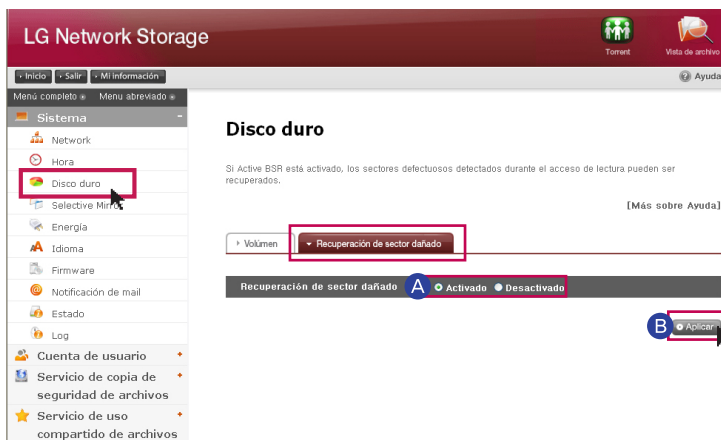 LG Network Storage
Torrent
Vista de archivo
Inicio Salir Mi información
Ayuda
Menú completo Menu abreviado
Sistema -
Network
Hora
Disco duro
Selective Mirror
Energía
Idioma
Firmware
Notificación de mail
Estado
Log
Cuenta de usuario +
Servicio de copia de +
seguridad de archivos
Servicio de uso +
compartido de archivos
Disco duro
Si Active BSR está activado, los sectores defectuosos detectados durante el acceso de lectura pueden ser
recuperados.
[Más sobre Ayuda]
Volúmen
Recuperación de sector dañado
Recuperación de sector dañado A Activado Desactivado
B Aplicar